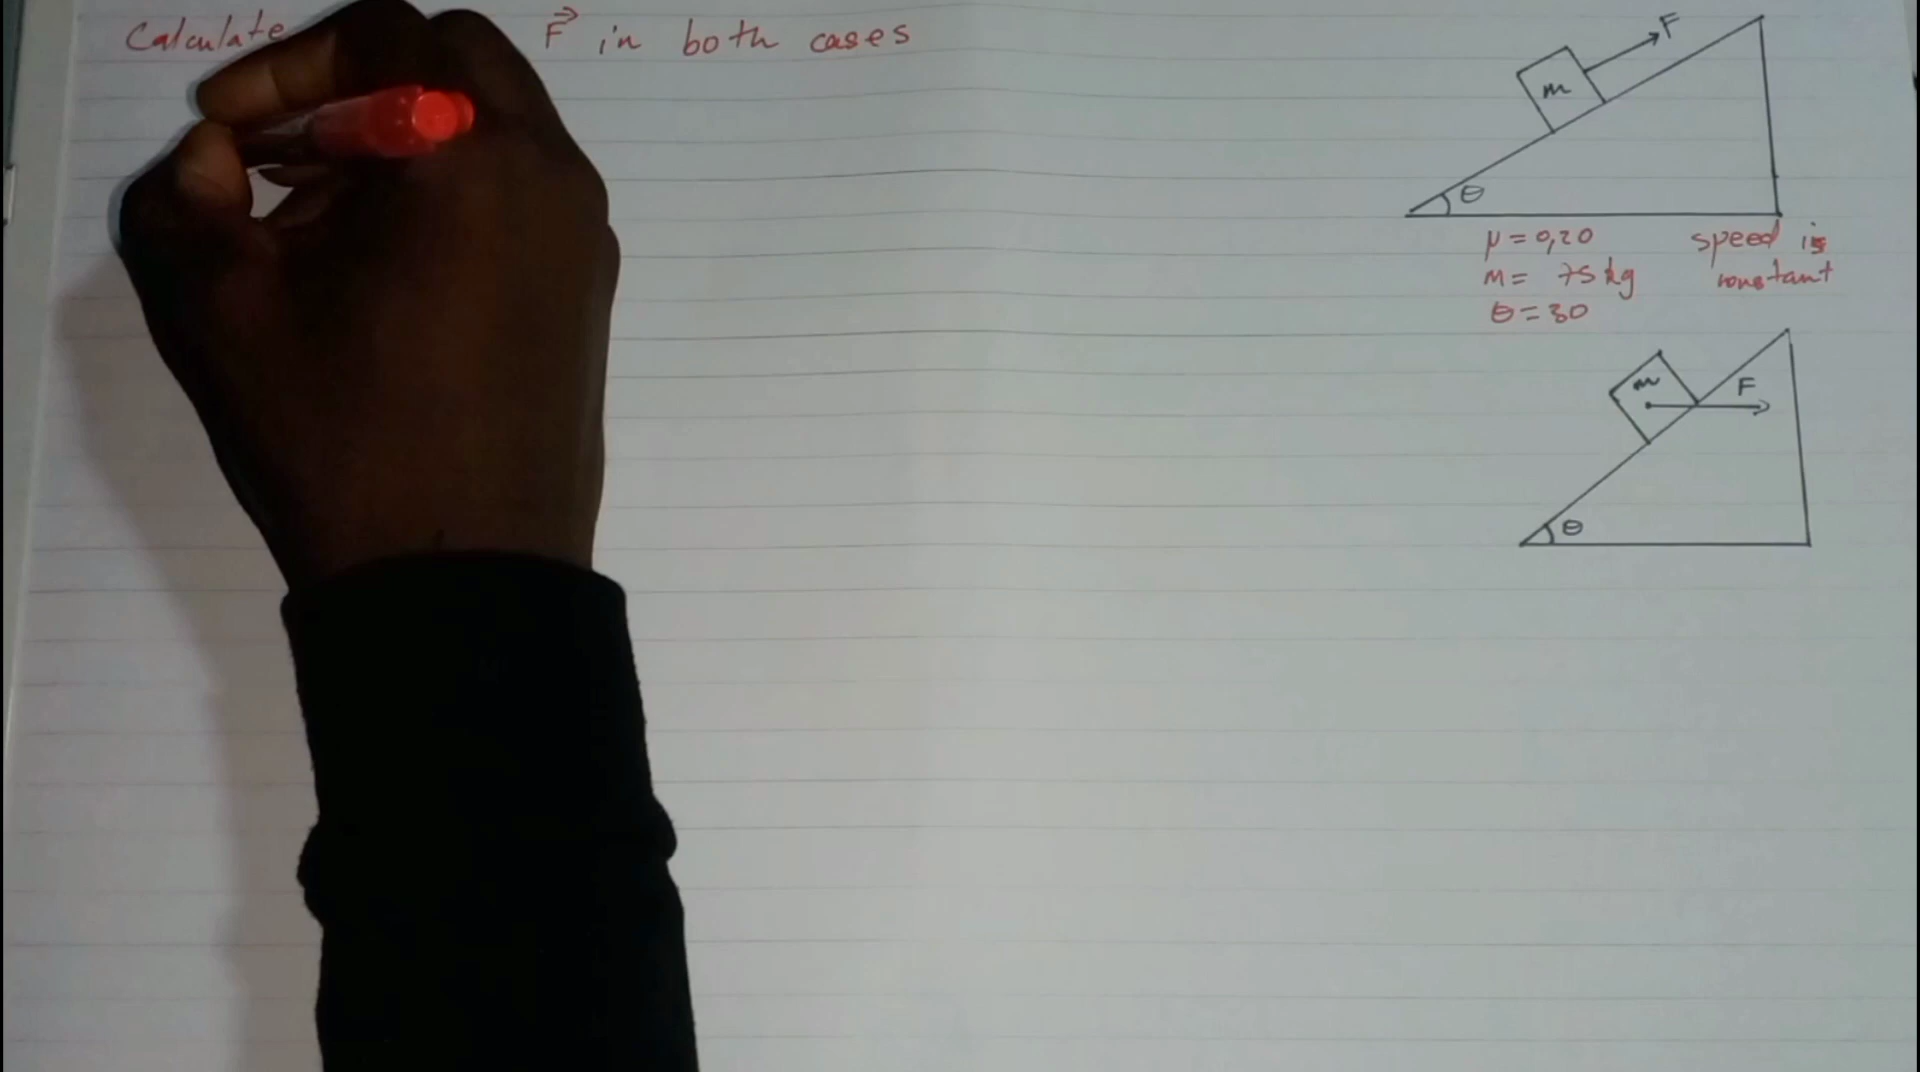 Calculate F⃗ in both cases
F
m
θ
μ = 0,20 speed is
m = 75 kg constant
θ = 30
m
F
θ